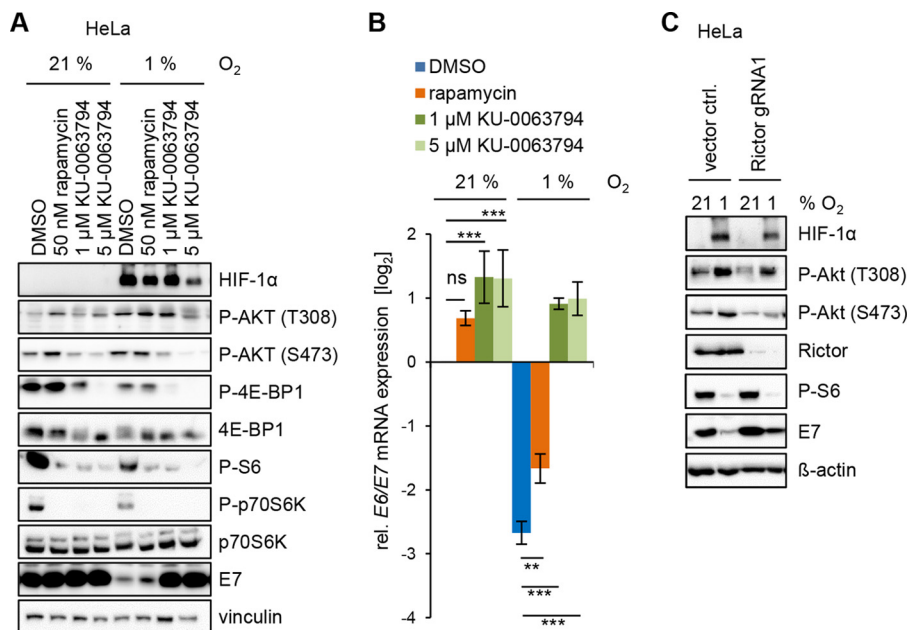 A
HeLa
21 %
1 %
O2
DMSO
50 nM rapamycin
1 µM KU-0063794
5 µM KU-0063794
DMSO
50 nM rapamycin
1 µM KU-0063794
5 µM KU-0063794
HIF-1α
P-AKT (T308)
P-AKT (S473)
P-4E-BP1
4E-BP1
P-S6
P-p70S6K
p70S6K
E7
vinculin
B
DMSO
rapamycin
1 µM KU-0063794
5 µM KU-0063794
21 %
1 %
O2
rel. E6/E7 mRNA expression [log2]
2
1
0
-1
-2
-3
-4
***
***
ns
**
***
***
C
HeLa
vector ctrl.
Rictor gRNA1
21 1 21 1 % O2
HIF-1α
P-Akt (T308)
P-Akt (S473)
Rictor
P-S6
E7
ß-actin